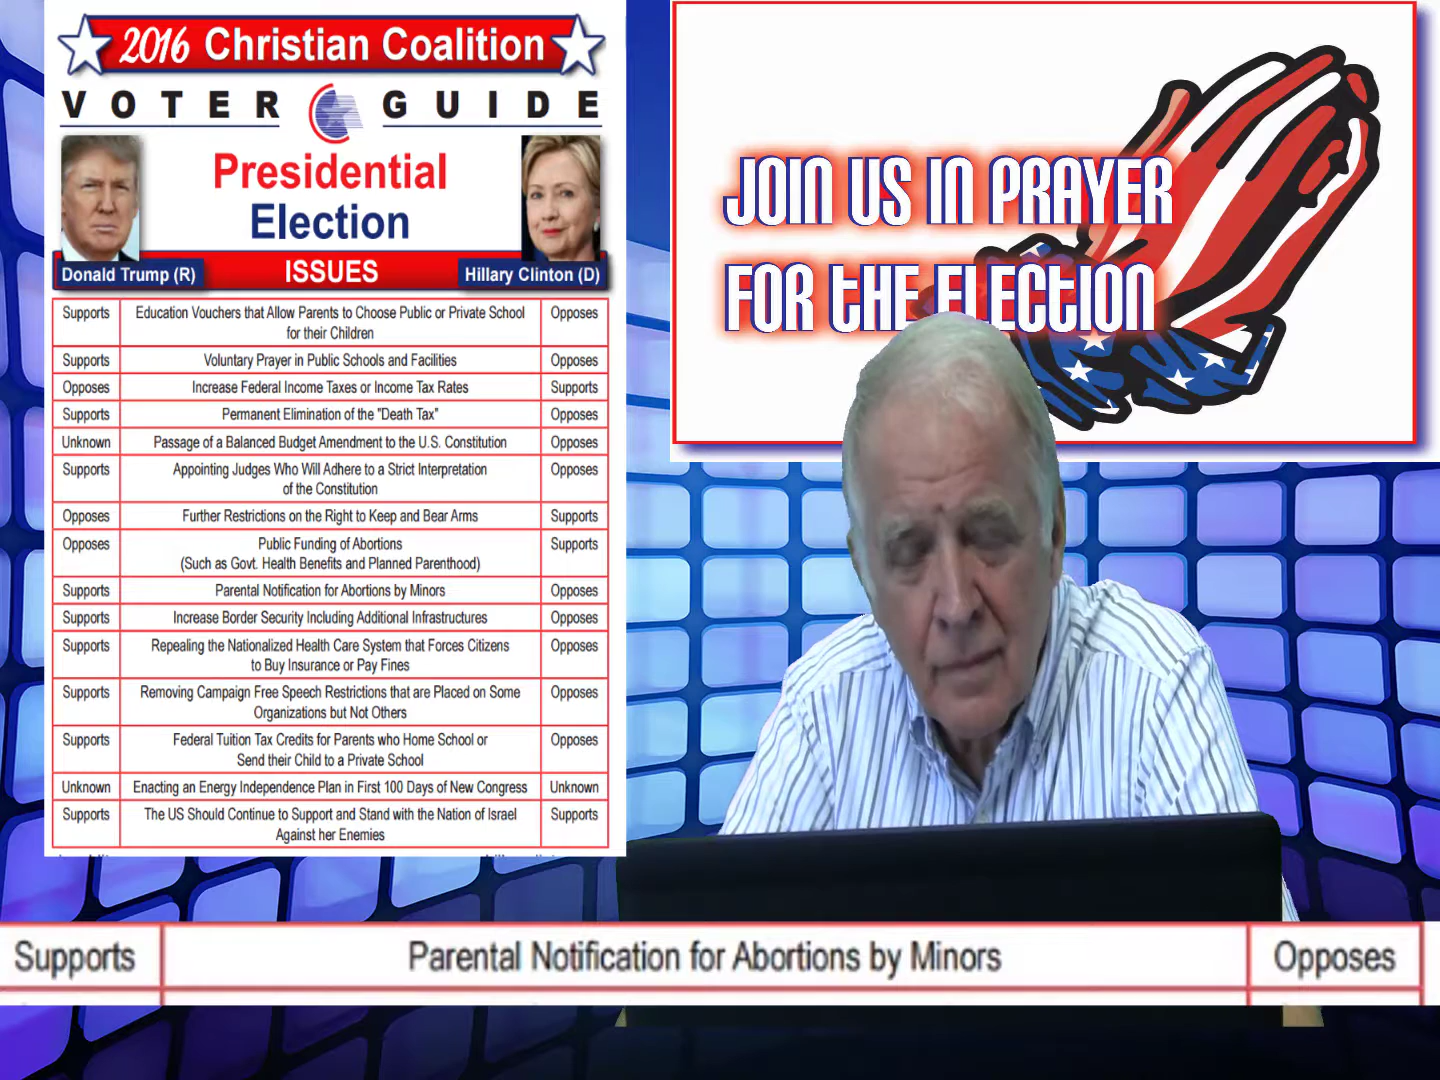 2016 Christian Coalition
VOTER GUIDE
Presidential
Election
Donald Trump (R)
ISSUES
Hillary Clinton (D)
Supports
Education Vouchers that Allow Parents to Choose Public or Private School
for their Children
Opposes
Supports
Voluntary Prayer in Public Schools and Facilities
Opposes
Opposes
Increase Federal Income Taxes or Income Tax Rates
Supports
Supports
Permanent Elimination of the "Death Tax"
Opposes
Unknown
Passage of a Balanced Budget Amendment to the U.S. Constitution
Opposes
Supports
Appointing Judges Who Will Adhere to a Strict Interpretation
of the Constitution
Opposes
Opposes
Further Restrictions on the Right to Keep and Bear Arms
Supports
Opposes
Public Funding of Abortions
(Such as Govt. Health Benefits and Planned Parenthood)
Supports
Supports
Parental Notification for Abortions by Minors
Opposes
Supports
Increase Border Security Including Additional Infrastructures
Opposes
Supports
Repealing the Nationalized Health Care System that Forces Citizens
to Buy Insurance or Pay Fines
Opposes
Supports
Removing Campaign Free Speech Restrictions that are Placed on Some
Organizations but Not Others
Opposes
Supports
Federal Tuition Tax Credits for Parents who Home School or
Send their Child to a Private School
Opposes
Unknown
Enacting an Energy Independence Plan in First 100 Days of New Congress
Unknown
Supports
The US Should Continue to Support and Stand with the Nation of Israel
Against her Enemies
Supports
JOIN US IN PRAYER
FOR THE ELECTION
Supports
Parental Notification for Abortions by Minors
Opposes